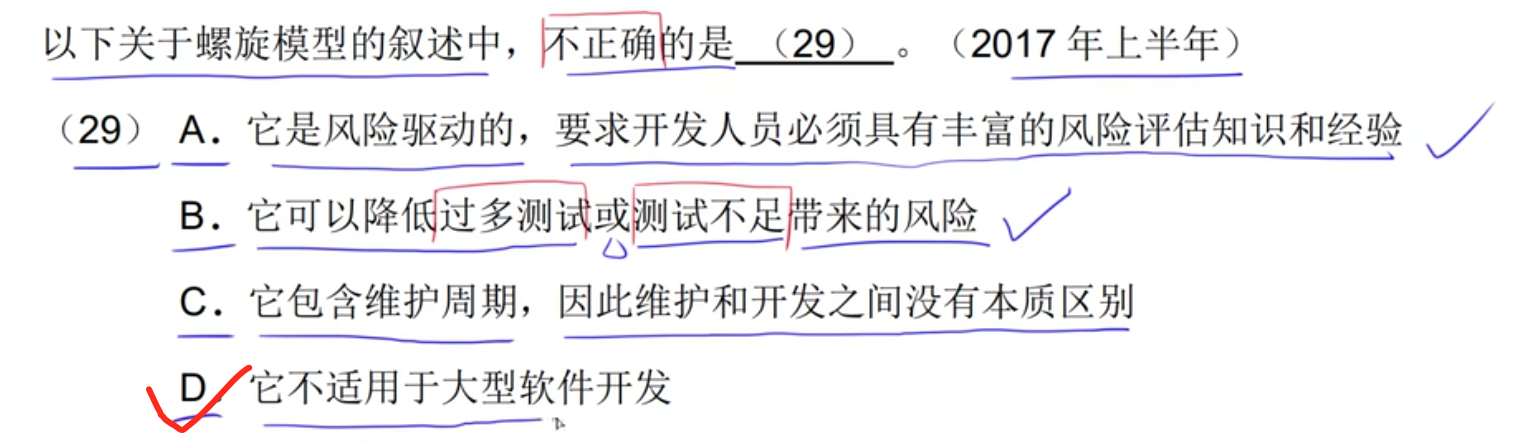 以下关于螺旋模型的叙述中，不正确的是 （29） 。（2017 年上半年）
（29） A. 它是风险驱动的，要求开发人员必须具有丰富的风险评估知识和经验
B. 它可以降低过多测试或测试不足带来的风险
C. 它包含维护周期，因此维护和开发之间没有本质区别
D. 它不适用于大型软件开发